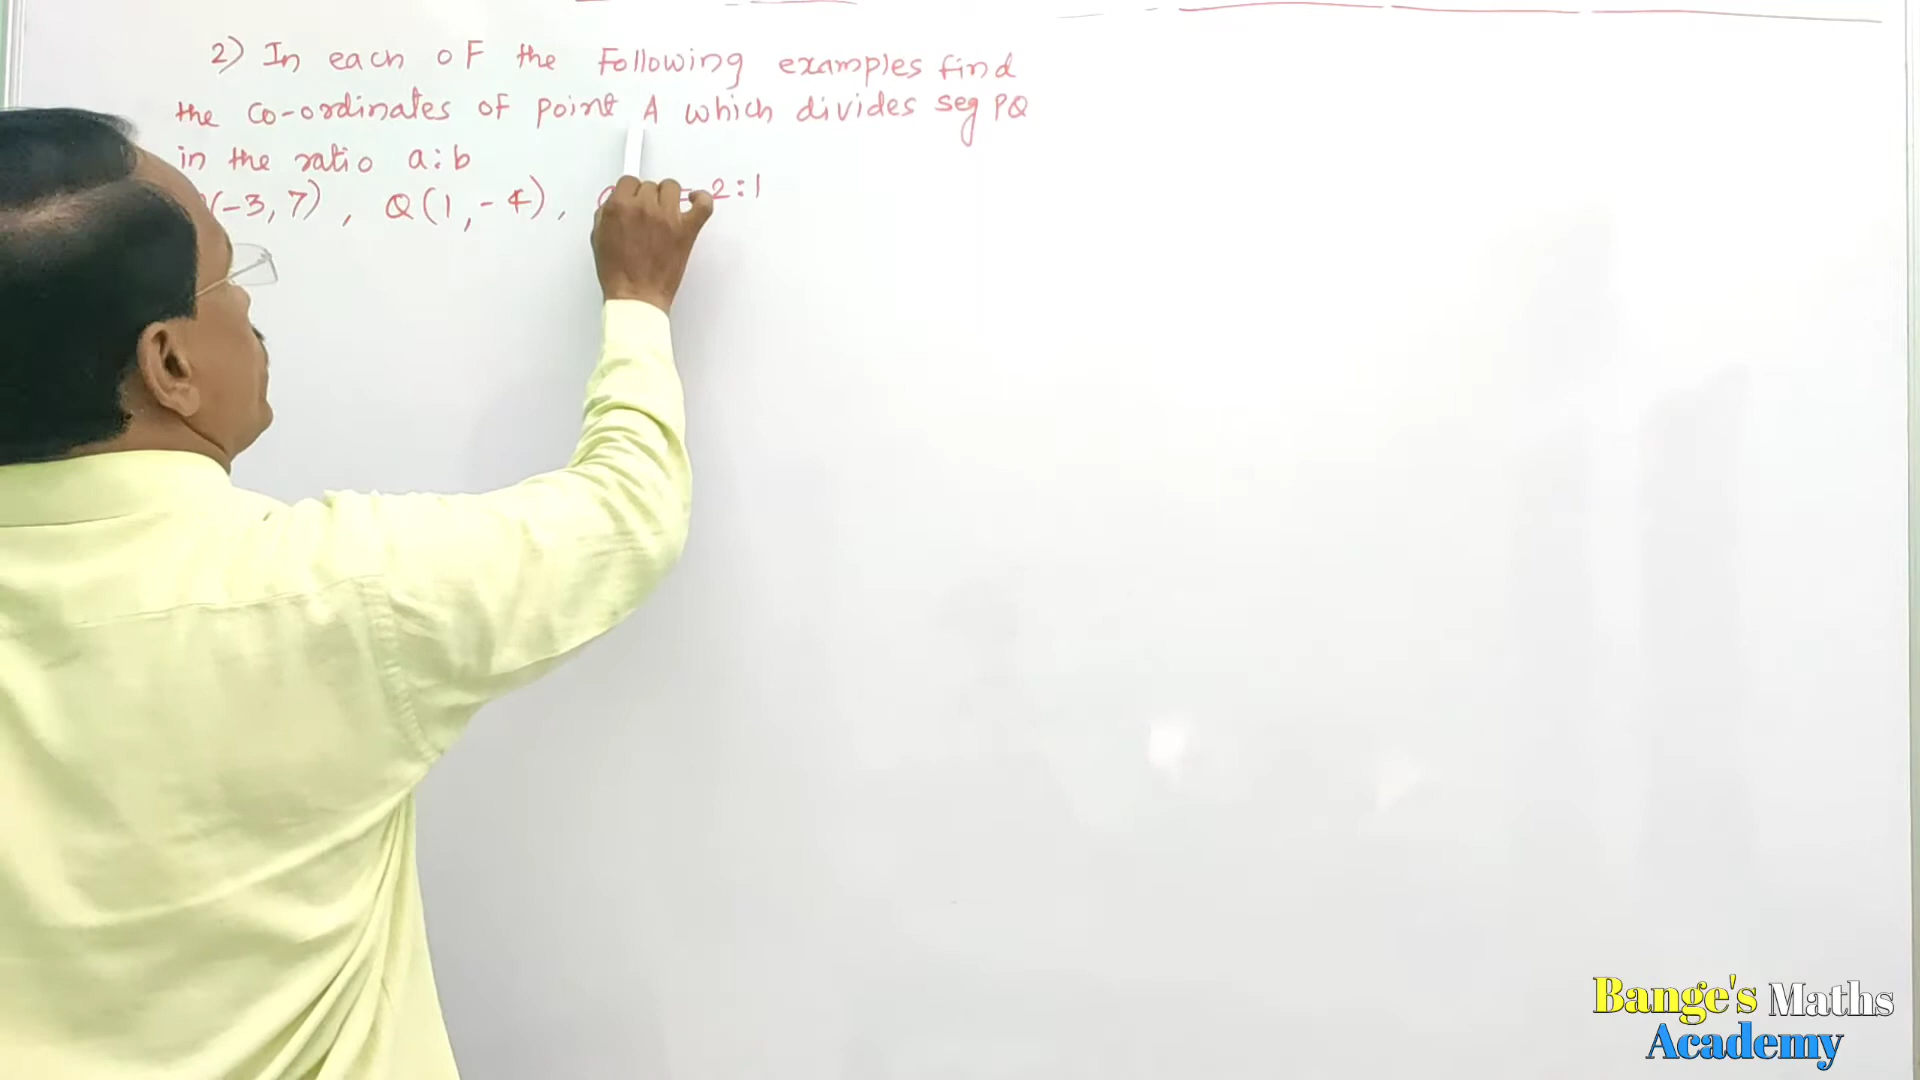 2) In each of the following examples find
the co-ordinates of point A which divides seg PQ
in the ratio a:b
(-3, 7), Q(1, -4), = 2:1
Bange's Maths
Academy